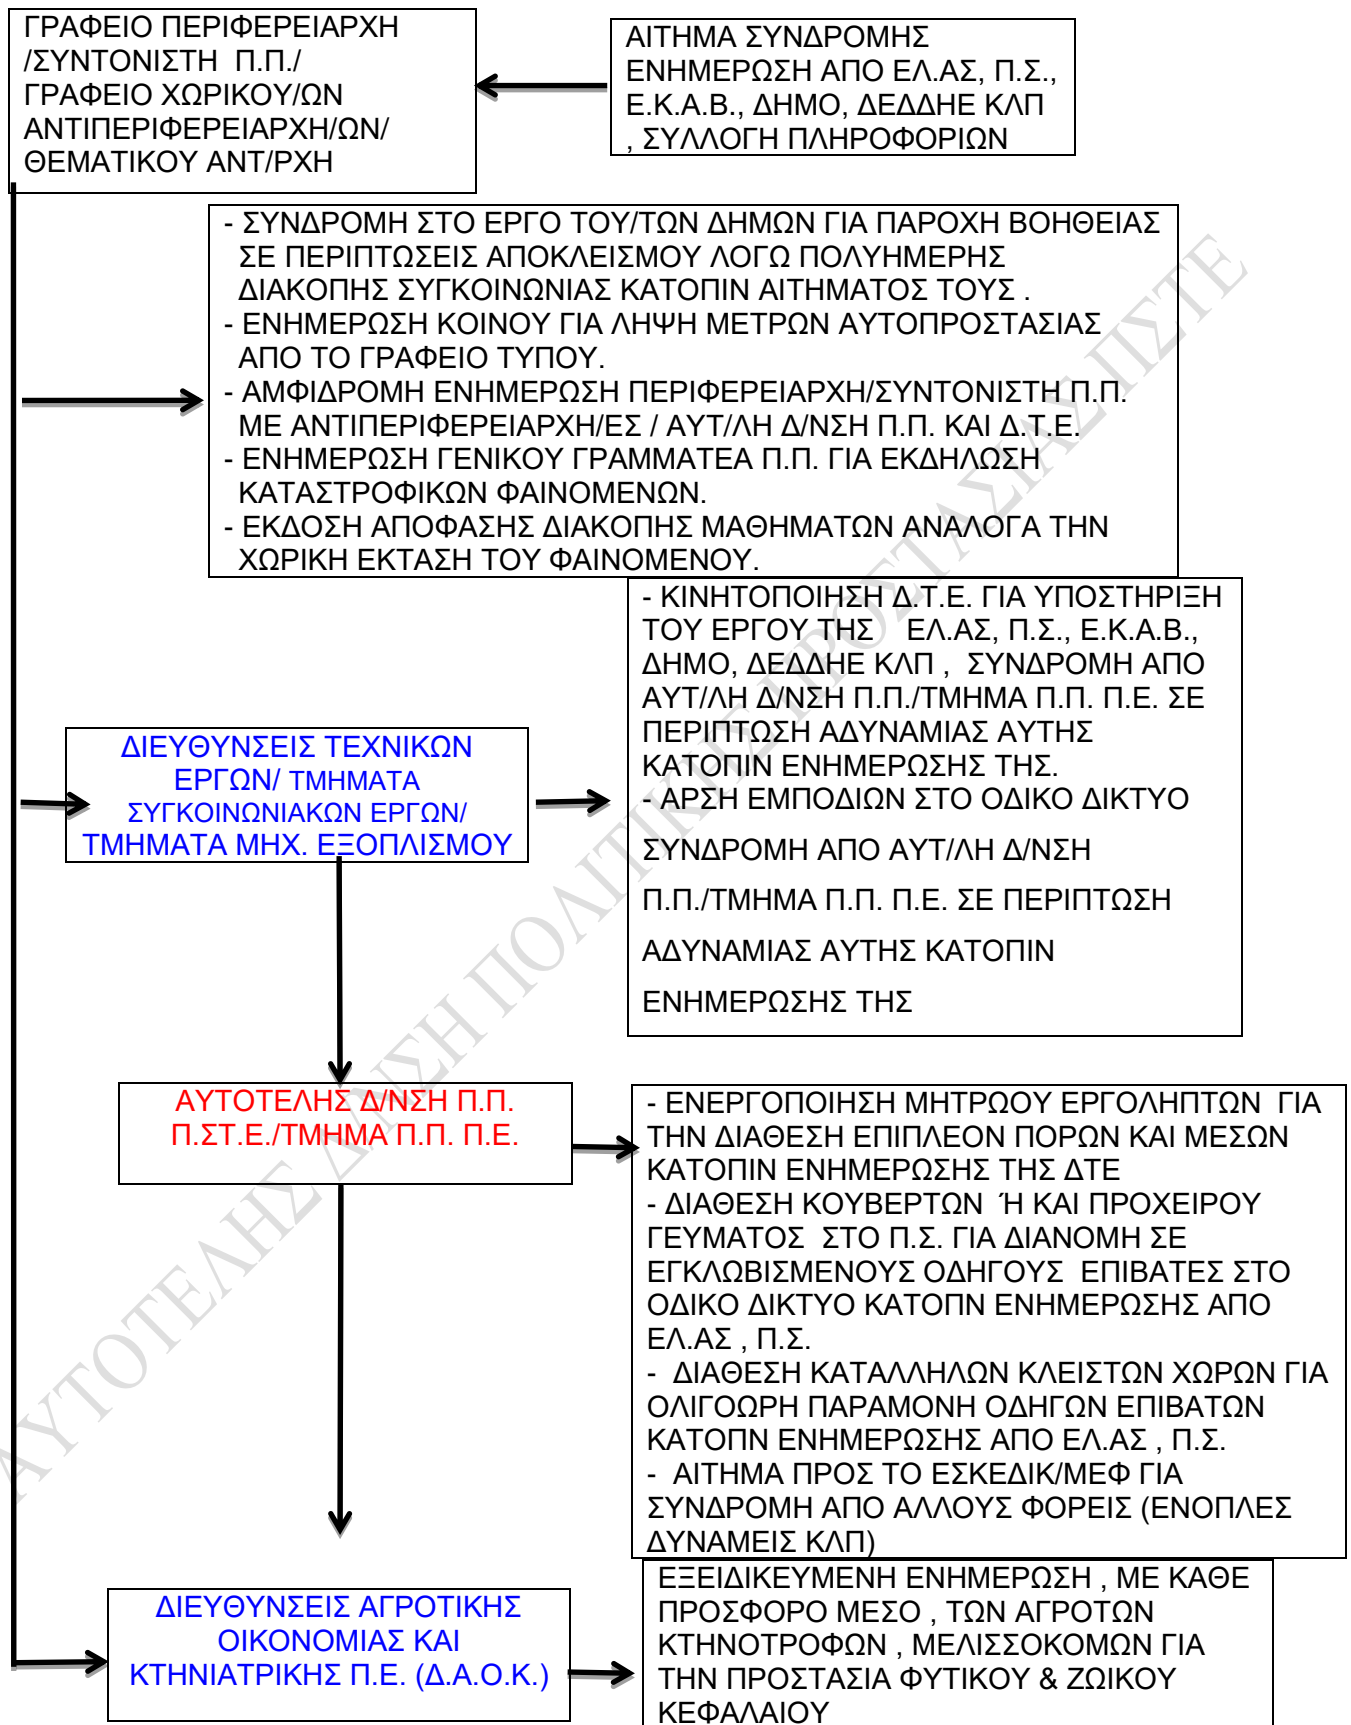 ΓΡΑΦΕΙΟ ΠΕΡΙΦΕΡΕΙΑΡΧΗ
/ΣΥΝΤΟΝΙΣΤΗ Π.Π./
ΓΡΑΦΕΙΟ ΧΩΡΙΚΟΥ/ΩΝ
ΑΝΤΙΠΕΡΙΦΕΡΕΙΑΡΧΗ/ΩΝ/
ΘΕΜΑΤΙΚΟΥ ΑΝΤ/ΡΧΗ
ΑΙΤΗΜΑ ΣΥΝΔΡΟΜΗΣ
ΕΝΗΜΕΡΩΣΗ ΑΠΟ ΕΛ.ΑΣ, Π.Σ.,
Ε.Κ.Α.Β., ΔΗΜΟ, ΔΕΔΔΗΕ ΚΛΠ
, ΣΥΛΛΟΓΗ ΠΛΗΡΟΦΟΡΙΩΝ
- ΣΥΝΔΡΟΜΗ ΣΤΟ ΕΡΓΟ ΤΟΥ/ΤΩΝ ΔΗΜΩΝ ΓΙΑ ΠΑΡΟΧΗ ΒΟΗΘΕΙΑΣ
ΣΕ ΠΕΡΙΠΤΩΣΕΙΣ ΑΠΟΚΛΕΙΣΜΟΥ ΛΟΓΩ ΠΟΛΥΗΜΕΡΗΣ
ΔΙΑΚΟΠΗΣ ΣΥΓΚΟΙΝΩΝΙΑΣ ΚΑΤΟΠΙΝ ΑΙΤΗΜΑΤΟΣ ΤΟΥΣ .
- ΕΝΗΜΕΡΩΣΗ ΚΟΙΝΟΥ ΓΙΑ ΛΗΨΗ ΜΕΤΡΩΝ ΑΥΤΟΠΡΟΣΤΑΣΙΑΣ
ΑΠΟ ΤΟ ΓΡΑΦΕΙΟ ΤΥΠΟΥ.
- ΑΜΦΙΔΡΟΜΗ ΕΝΗΜΕΡΩΣΗ ΠΕΡΙΦΕΡΕΙΑΡΧΗ/ΣΥΝΤΟΝΙΣΤΗ Π.Π.
ΜΕ ΑΝΤΙΠΕΡΙΦΕΡΕΙΑΡΧΗ/ΕΣ / ΑΥΤ/ΛΗ Δ/ΝΣΗ Π.Π. ΚΑΙ Δ.Τ.Ε.
- ΕΝΗΜΕΡΩΣΗ ΓΕΝΙΚΟΥ ΓΡΑΜΜΑΤΕΑ Π.Π. ΓΙΑ ΕΚΔΗΛΩΣΗ
ΚΑΤΑΣΤΡΟΦΙΚΩΝ ΦΑΙΝΟΜΕΝΩΝ.
- ΕΚΔΟΣΗ ΑΠΟΦΑΣΗΣ ΔΙΑΚΟΠΗΣ ΜΑΘΗΜΑΤΩΝ ΑΝΑΛΟΓΑ ΤΗΝ
ΧΩΡΙΚΗ ΕΚΤΑΣΗ ΤΟΥ ΦΑΙΝΟΜΕΝΟΥ.
- ΚΙΝΗΤΟΠΟΙΗΣΗ Δ.Τ.Ε. ΓΙΑ ΥΠΟΣΤΗΡΙΞΗ
ΤΟΥ ΕΡΓΟΥ ΤΗΣ ΕΛ.ΑΣ, Π.Σ., Ε.Κ.Α.Β.,
ΔΗΜΟ, ΔΕΔΔΗΕ ΚΛΠ , ΣΥΝΔΡΟΜΗ ΑΠΟ
ΑΥΤ/ΛΗ Δ/ΝΣΗ Π.Π./ΤΜΗΜΑ Π.Π. Π.Ε. ΣΕ
ΠΕΡΙΠΤΩΣΗ ΑΔΥΝΑΜΙΑΣ ΑΥΤΗΣ
ΚΑΤΟΠΙΝ ΕΝΗΜΕΡΩΣΗΣ ΤΗΣ.
- ΑΡΣΗ ΕΜΠΟΔΙΩΝ ΣΤΟ ΟΔΙΚΟ ΔΙΚΤΥΟ
ΣΥΝΔΡΟΜΗ ΑΠΟ ΑΥΤ/ΛΗ Δ/ΝΣΗ
Π.Π./ΤΜΗΜΑ Π.Π. Π.Ε. ΣΕ ΠΕΡΙΠΤΩΣΗ
ΑΔΥΝΑΜΙΑΣ ΑΥΤΗΣ ΚΑΤΟΠΙΝ
ΕΝΗΜΕΡΩΣΗΣ ΤΗΣ
ΔΙΕΥΘΥΝΣΕΙΣ ΤΕΧΝΙΚΩΝ
ΕΡΓΩΝ/ ΤΜΗΜΑΤΑ
ΣΥΓΚΟΙΝΩΝΙΑΚΩΝ ΕΡΓΩΝ/
ΤΜΗΜΑΤΑ ΜΗΧ. ΕΞΟΠΛΙΣΜΟΥ
ΑΥΤΟΤΕΛΗΣ Δ/ΝΣΗ Π.Π.
Π.ΣΤ.Ε./ΤΜΗΜΑ Π.Π. Π.Ε.
- ΕΝΕΡΓΟΠΟΙΗΣΗ ΜΗΤΡΩΟΥ ΕΡΓΟΛΗΠΤΩΝ ΓΙΑ
ΤΗΝ ΔΙΑΘΕΣΗ ΕΠΙΠΛΕΟΝ ΠΟΡΩΝ ΚΑΙ ΜΕΣΩΝ
ΚΑΤΟΠΙΝ ΕΝΗΜΕΡΩΣΗΣ ΤΗΣ ΔΤΕ
- ΔΙΑΘΕΣΗ ΚΟΥΒΕΡΤΩΝ Ή ΚΑΙ ΠΡΟΧΕΙΡΟΥ
ΓΕΥΜΑΤΟΣ ΣΤΟ Π.Σ. ΓΙΑ ΔΙΑΝΟΜΗ ΣΕ
ΕΓΚΛΩΒΙΣΜΕΝΟΥΣ ΟΔΗΓΟΥΣ ΕΠΙΒΑΤΕΣ ΣΤΟ
ΟΔΙΚΟ ΔΙΚΤΥΟ ΚΑΤΟΠΝ ΕΝΗΜΕΡΩΣΗΣ ΑΠΟ
ΕΛ.ΑΣ , Π.Σ.
- ΔΙΑΘΕΣΗ ΚΑΤΑΛΛΗΛΩΝ ΚΛΕΙΣΤΩΝ ΧΩΡΩΝ ΓΙΑ
ΟΛΙΓΟΩΡΗ ΠΑΡΑΜΟΝΗ ΟΔΗΓΩΝ ΕΠΙΒΑΤΩΝ
ΚΑΤΟΠΝ ΕΝΗΜΕΡΩΣΗΣ ΑΠΟ ΕΛ.ΑΣ , Π.Σ.
- ΑΙΤΗΜΑ ΠΡΟΣ ΤΟ ΕΣΚΕΔΙΚ/ΜΕΦ ΓΙΑ
ΣΥΝΔΡΟΜΗ ΑΠΟ ΑΛΛΟΥΣ ΦΟΡΕΙΣ (ΕΝΟΠΛΕΣ
ΔΥΝΑΜΕΙΣ ΚΛΠ)
ΔΙΕΥΘΥΝΣΕΙΣ ΑΓΡΟΤΙΚΗΣ
ΟΙΚΟΝΟΜΙΑΣ ΚΑΙ
ΚΤΗΝΙΑΤΡΙΚΗΣ Π.Ε. (Δ.Α.Ο.Κ.)
ΕΞΕΙΔΙΚΕΥΜΕΝΗ ΕΝΗΜΕΡΩΣΗ , ΜΕ ΚΑΘΕ
ΠΡΟΣΦΟΡΟ ΜΕΣΟ , ΤΩΝ ΑΓΡΟΤΩΝ
ΚΤΗΝΟΤΡΟΦΩΝ , ΜΕΛΙΣΣΟΚΟΜΩΝ ΓΙΑ
ΤΗΝ ΠΡΟΣΤΑΣΙΑ ΦΥΤΙΚΟΥ & ΖΩΙΚΟΥ
ΚΕΦΑΛΑΙΟΥ
ΑΥΤΟΤΕΛΗΣ Δ/ΝΣΗ ΠΟΛΙΤΙΚΗΣ ΠΡΟΣΤΑΣΙΑΣ ΠΣΤΕ